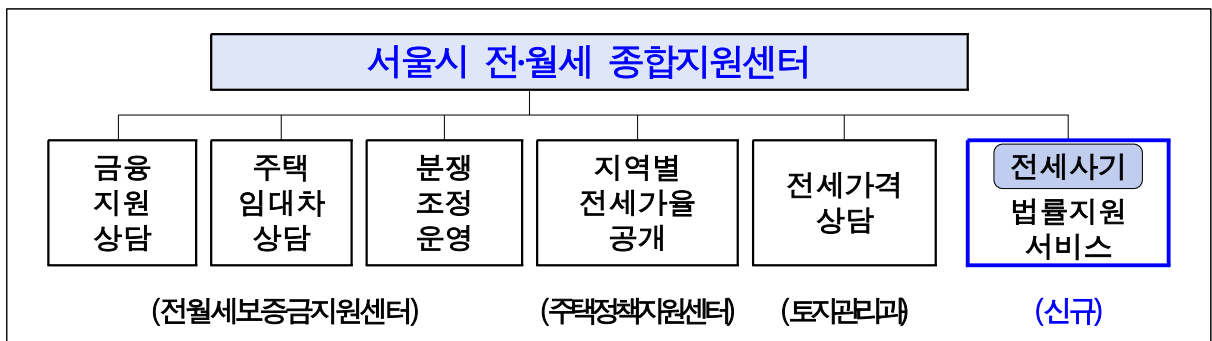 서울시 전·월세 종합지원센터
금융
지원
상담
주택
임대차
상담
분쟁
조정
운영
지역별
전세가율
공개
전세가격
상담
전세사기
법률지원
서비스
(전월세보증금지원센터)
(주택정책지원센터)
(토지관리과)
(신규)